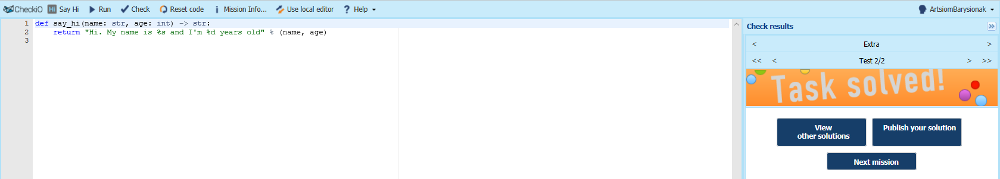 CheckiO Hi Say Hi Run Check Reset code i Mission Info... Use local editor ? Help ArtsiomBarysionak
1 def say_hi(name: str, age: int) -> str:
2 return "Hi. My name is %s and I'm %d years old" % (name, age)
3
Check results »
< Extra >
<< < Test 2/2 > >>
Task solved!
View
other solutions
Publish your solution
Next mission